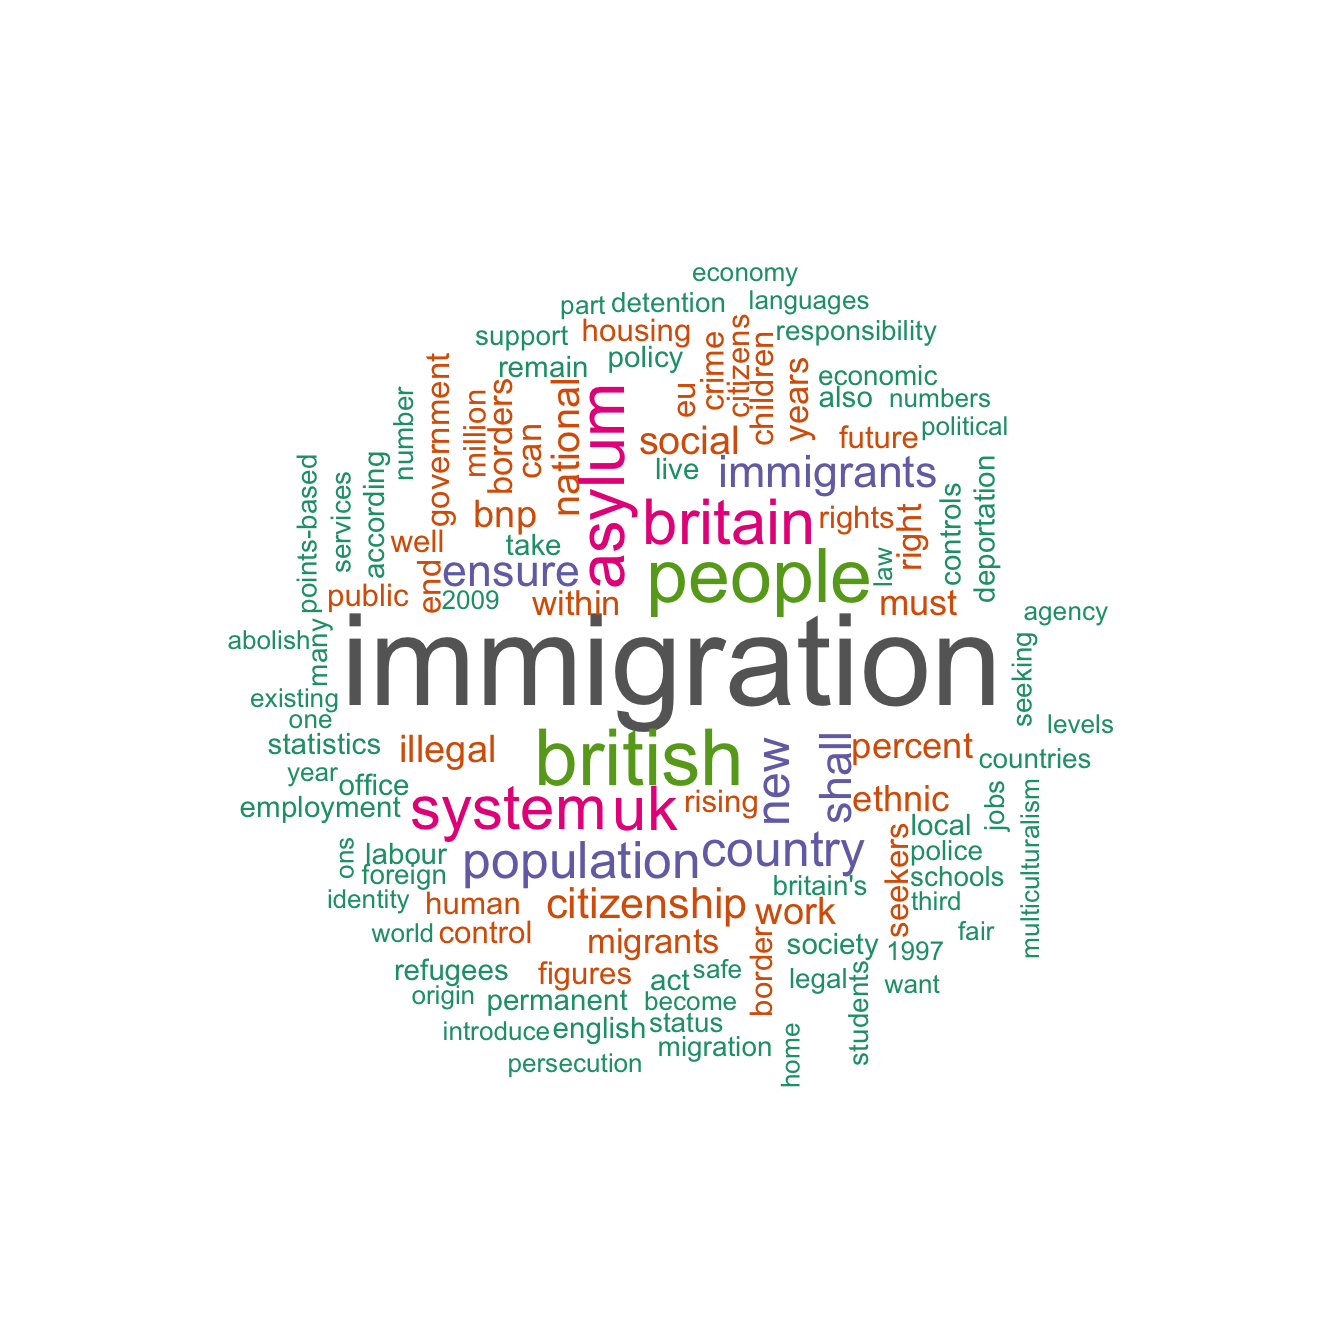 economy
part detention languages
support housing crime citizens children responsibility
remain policy
government number million borders can national asylum eu years economic
also numbers
social future political
live immigrants
points-based services according bnp britain rights right controls deportation
well take people law
end ensure
public 2009 within must
agency
abolish many immigration seeking
existing
one levels
statistics illegal british new shall percent countries
year office
employment system uk rising ethnic jobs multiculturalism
local
ons labour population country seekers police
foreign britain's schools
identity human citizenship work third
world control migrants border society 1997 fair
refugees figures act safe legal students want
origin permanent become
introduce english status
persecution migration home